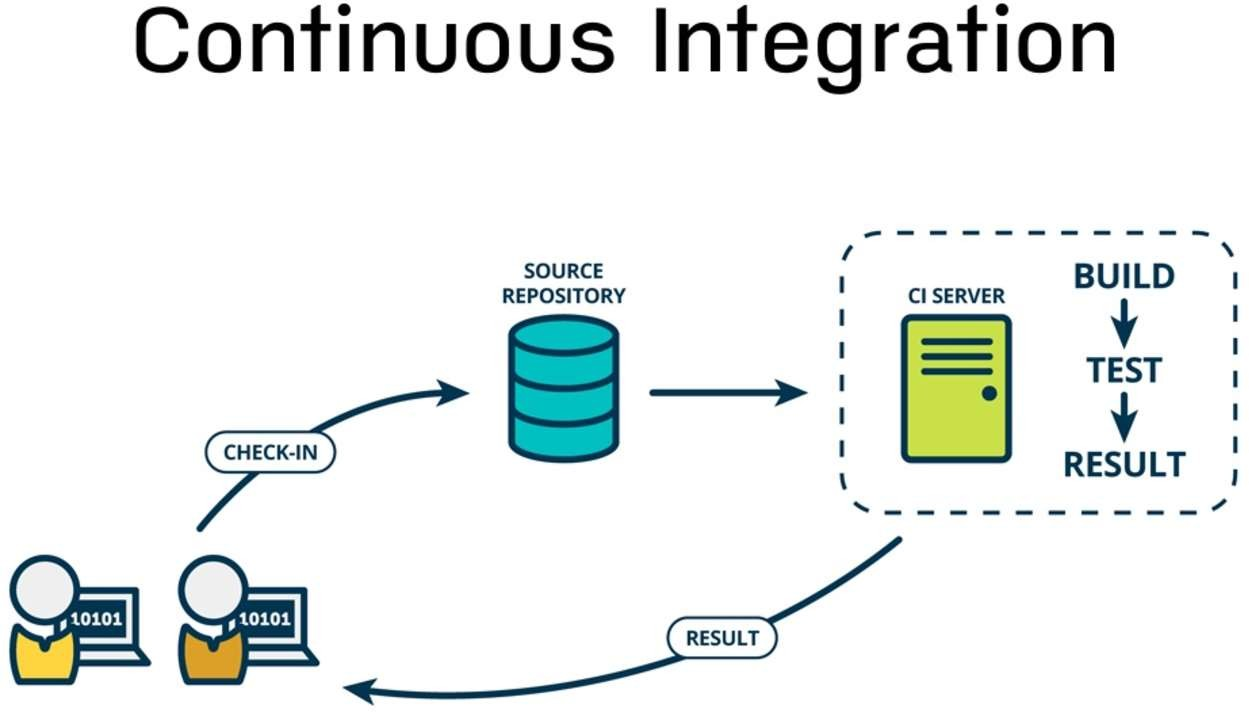 Continuous Integration
SOURCE
REPOSITORY
CI SERVER
BUILD
TEST
RESULT
CHECK-IN
10101
10101
RESULT